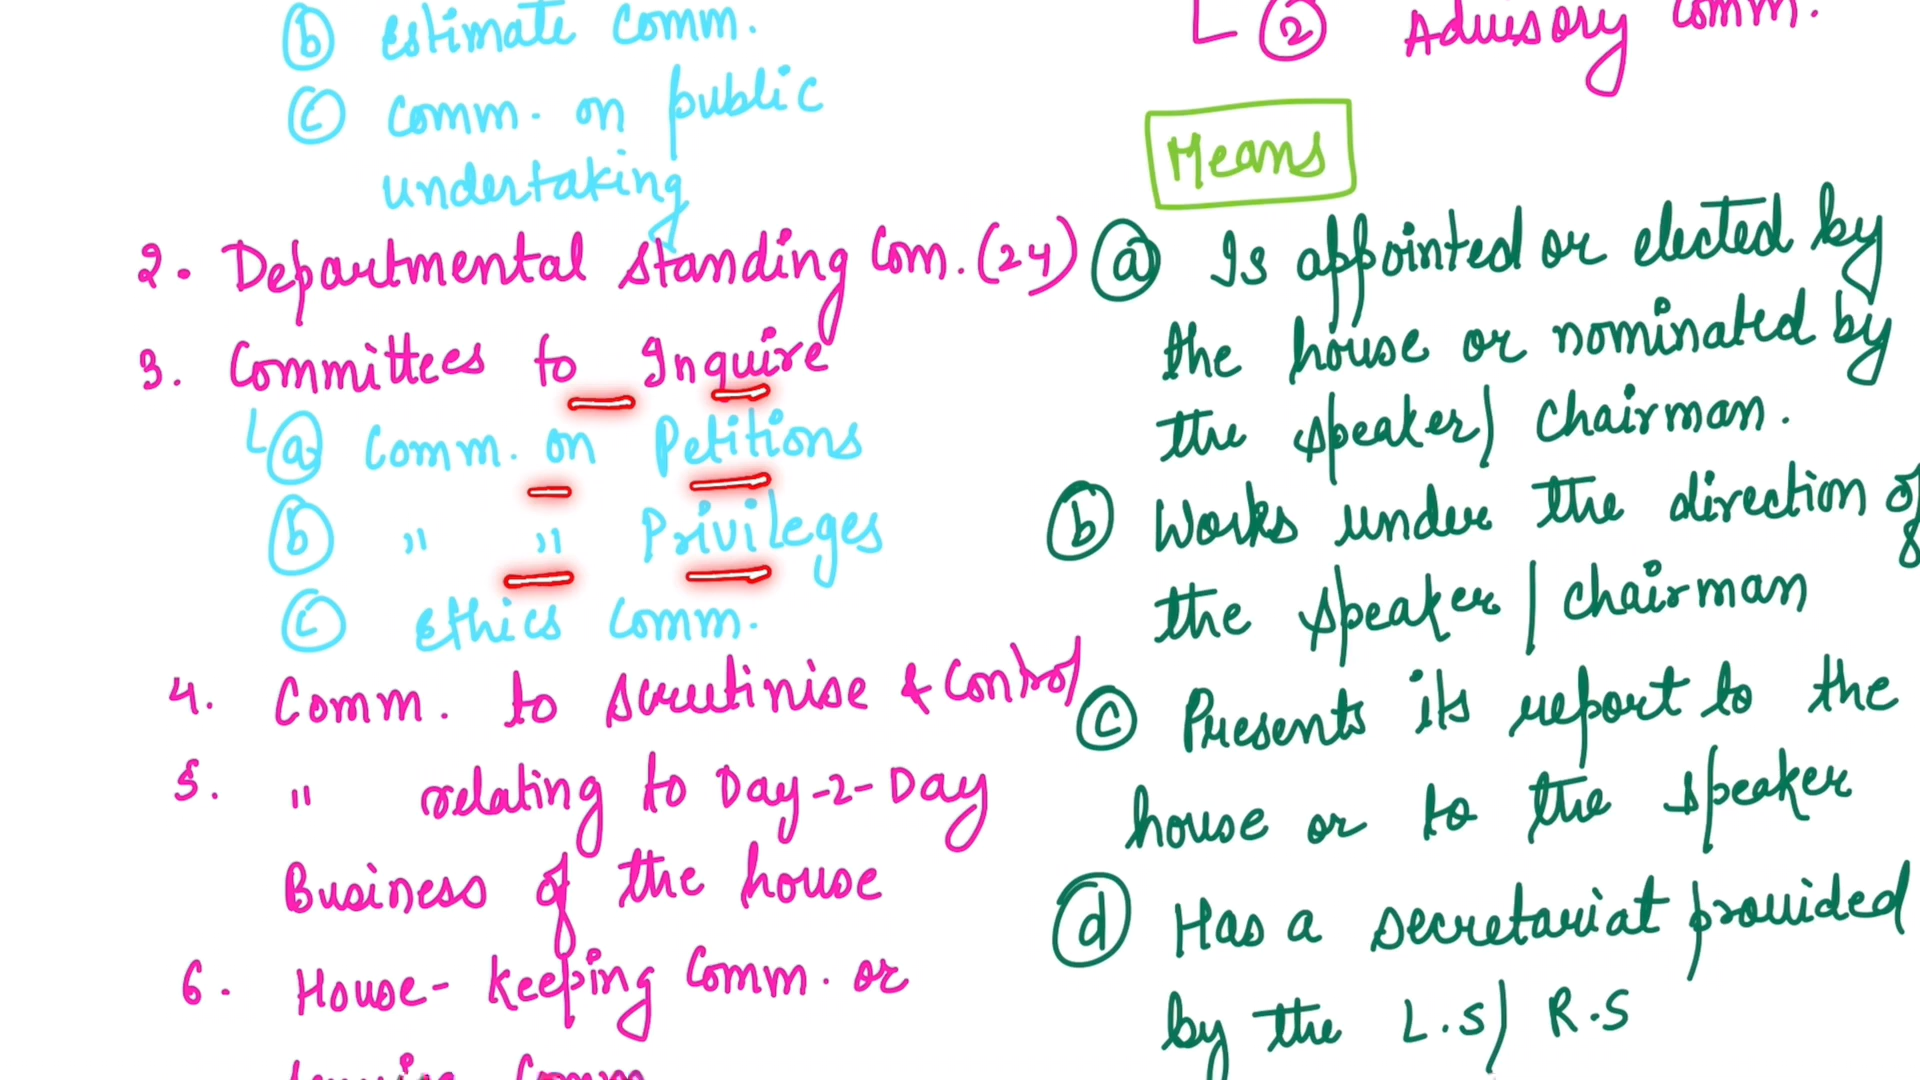 (b) Estimate Comm.
(c) Comm. on public
undertaking
2. Departmental Standing Com. (24)
3. Committees to Inquire
(a) Comm. on Petitions
(b) " " Privileges
(c) Ethics Comm.
4. Comm. to scrutinise & Control
5. " relating to Day-2-Day
Business of the house
6. House-keeping Comm. or
Comm
(2) Advisory Comm.
Means
(a) Is appointed or elected by
the house or nominated by
the speaker/ Chairman.
(b) Works under the direction of
the speaker / chairman
(c) Presents its report to the
house or to the speaker
(d) Has a secretariat provided
by the L.S/ R.S